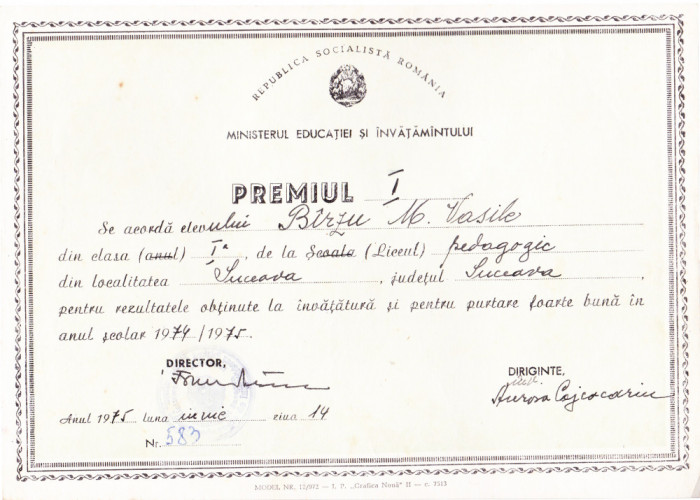 REPUBLICA SOCIALISTĂ ROMÂNIA
MINISTERUL EDUCAȚIEI ȘI ÎNVĂȚĂMÎNTULUI
PREMIUL I
Se acordă elevului Bîrzu M. Vasile
din clasa (anul) I a, de la Școala (Liceul) pedagogic
din localitatea Suceava, județul Suceava,
pentru rezultatele obținute la învățătură și pentru purtare foarte bună în
anul școlar 1974/1975.
DIRECTOR,
DIRIGINTE,
Aurora Cojocariu
Anul 1975 luna iunie ziua 14
Nr. 583
MODEL NR. 15/972 — I. P. „Grafica Nouă" II — c. 1513